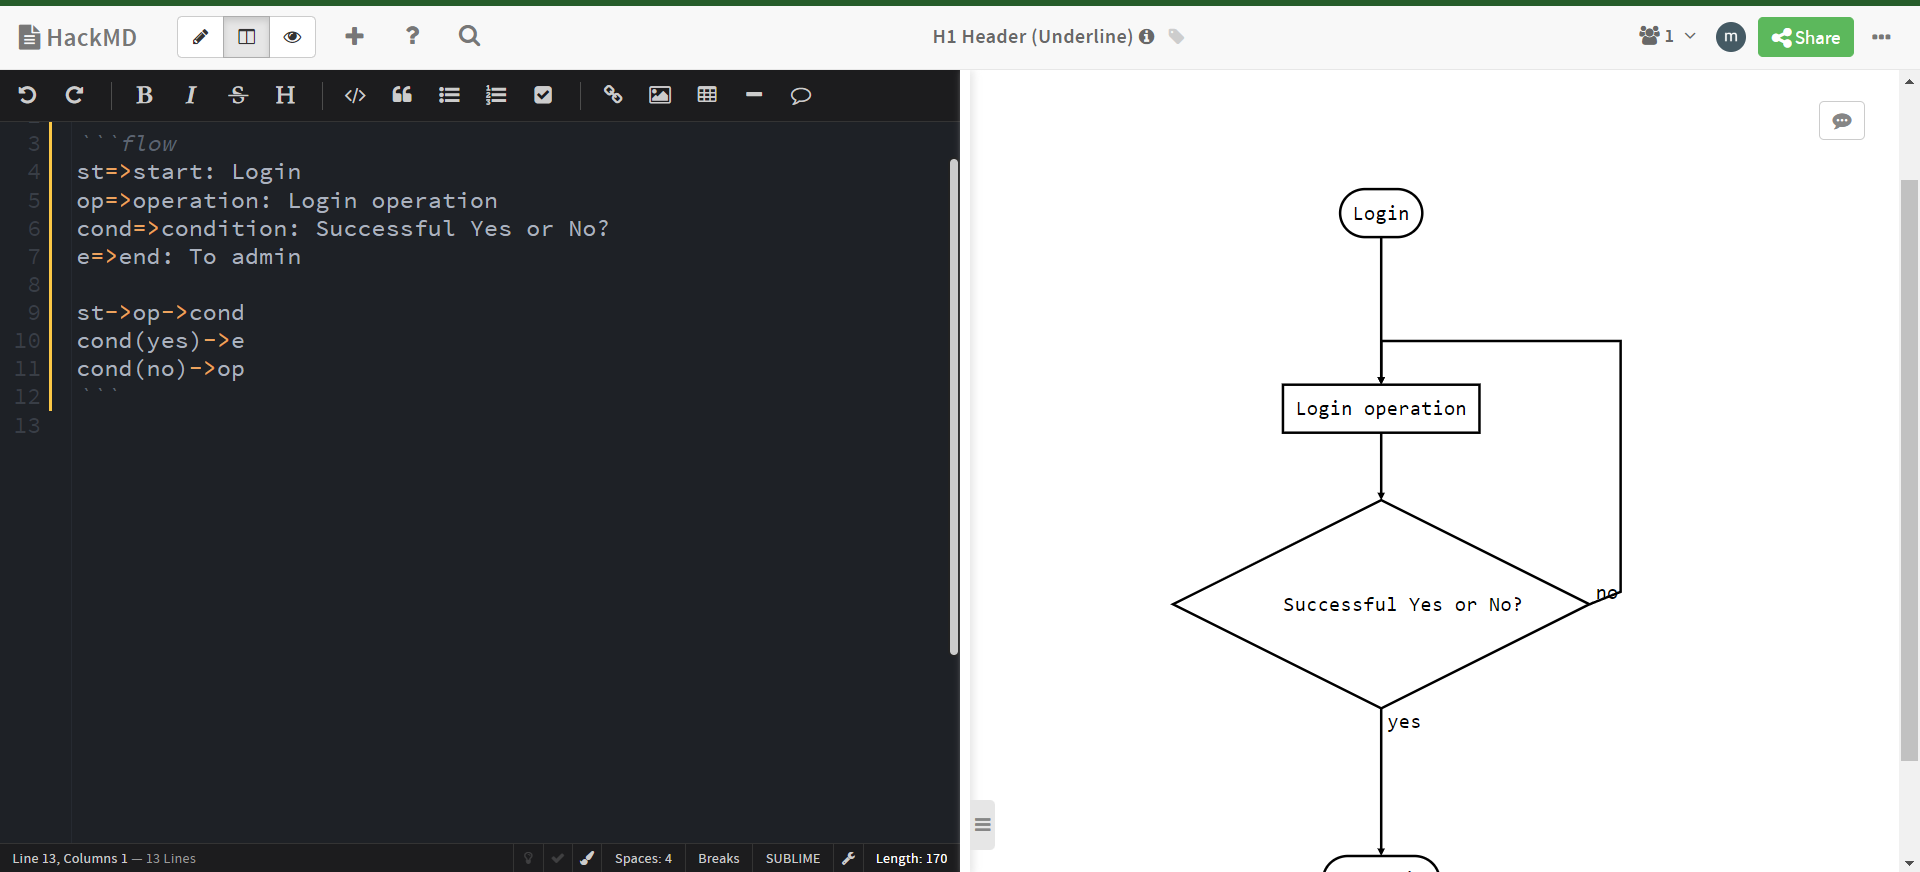 HackMD
H1 Header (Underline)
1
m
Share
3 ```flow
4 st=>start: Login
5 op=>operation: Login operation
6 cond=>condition: Successful Yes or No?
7 e=>end: To admin
8
9 st->op->cond
10 cond(yes)->e
11 cond(no)->op
12 ```
13
Line 13, Columns 1 — 13 Lines
Spaces: 4
Breaks
SUBLIME
Length: 170
Login
Login operation
Successful Yes or No?
no
yes